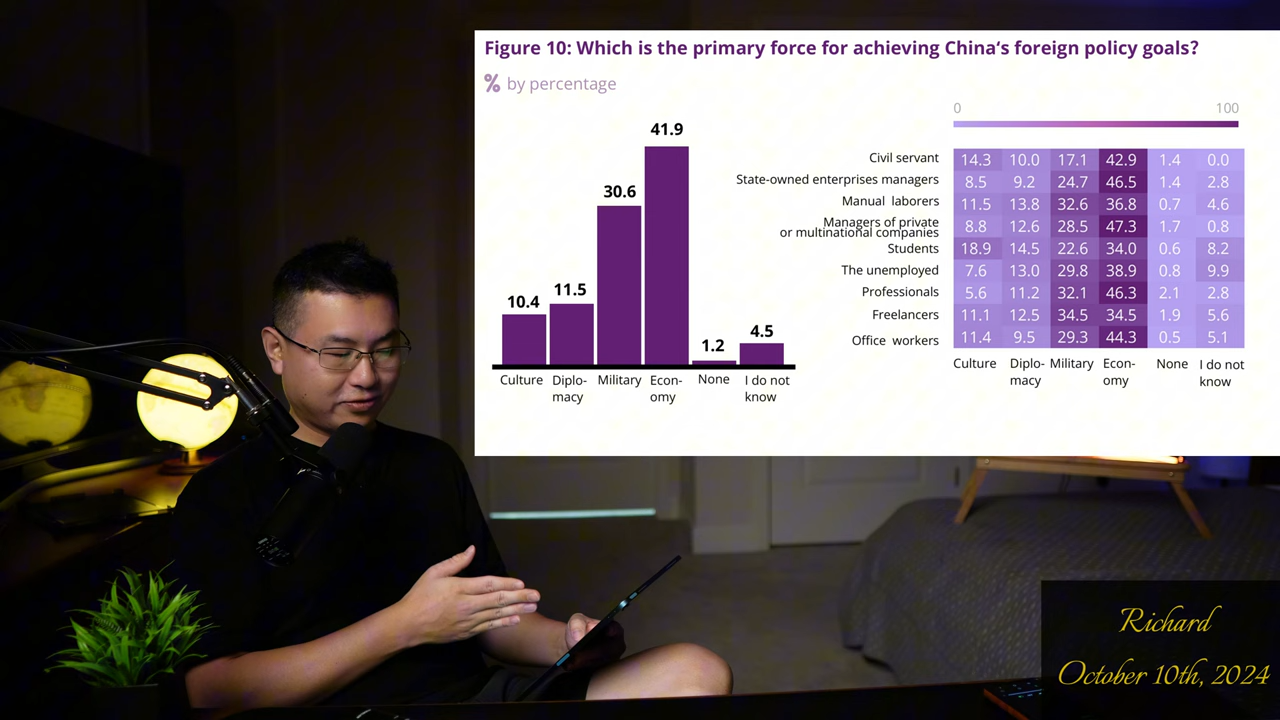 Figure 10: Which is the primary force for achieving China‘s foreign policy goals?
% by percentage
10.4
11.5
30.6
41.9
1.2
4.5
Culture
Diplo-
macy
Military
Econ-
omy
None
I do not
know
0 100
Civil servant 14.3 10.0 17.1 42.9 1.4 0.0
State-owned enterprises managers 8.5 9.2 24.7 46.5 1.4 2.8
Manual laborers 11.5 13.8 32.6 36.8 0.7 4.6
Managers of private
or multinational companies 8.8 12.6 28.5 47.3 1.7 0.8
Students 18.9 14.5 22.6 34.0 0.6 8.2
The unemployed 7.6 13.0 29.8 38.9 0.8 9.9
Professionals 5.6 11.2 32.1 46.3 2.1 2.8
Freelancers 11.1 12.5 34.5 34.5 1.9 5.6
Office workers 11.4 9.5 29.3 44.3 0.5 5.1
Culture
Diplo-
macy
Military
Econ-
omy
None
I do not
know
Richard
October 10th, 2024